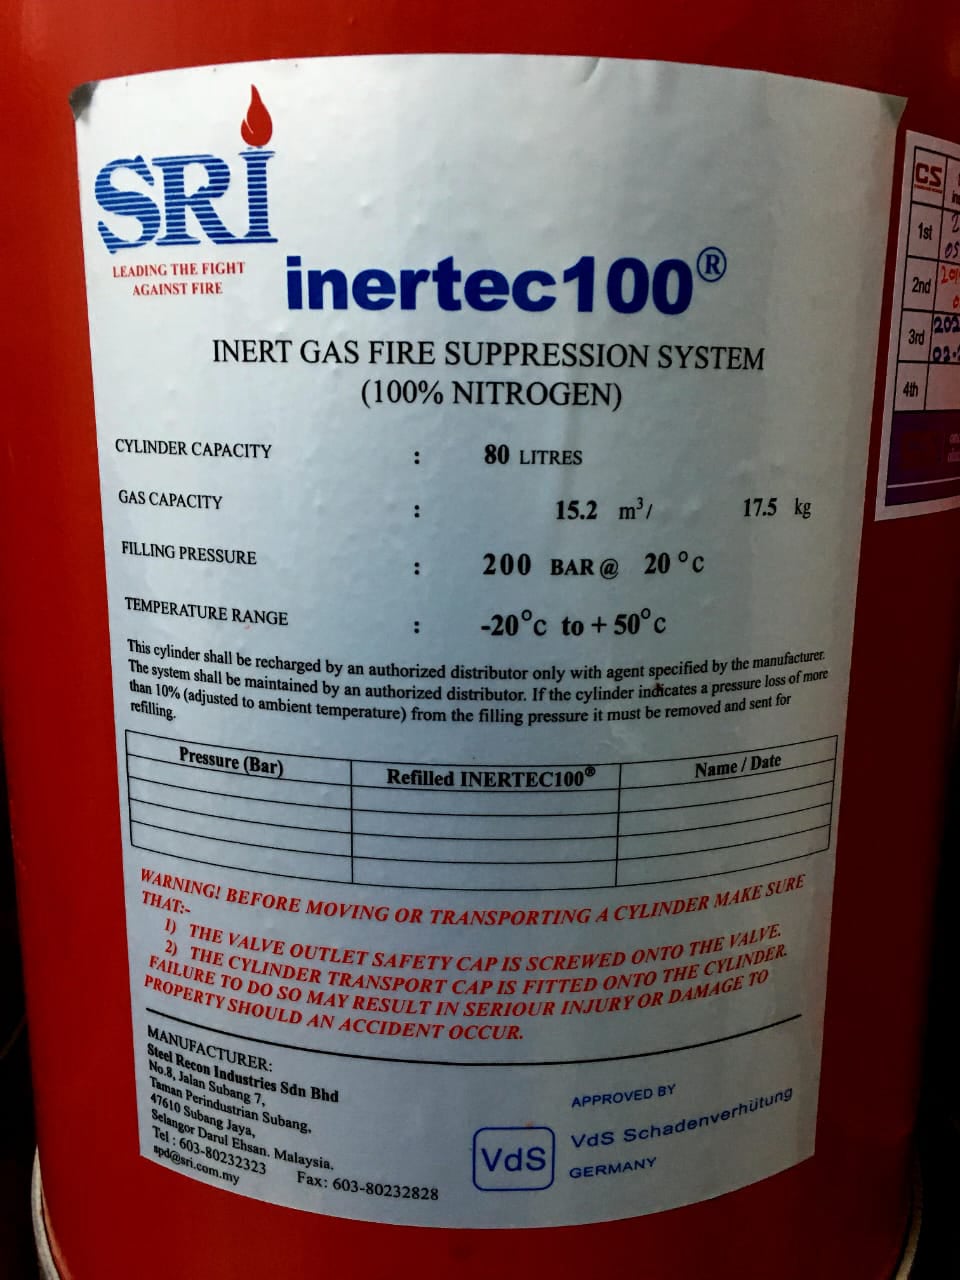 SRI
LEADING THE FIGHT
AGAINST FIRE
inertec100®
INERT GAS FIRE SUPPRESSION SYSTEM
(100% NITROGEN)
CYLINDER CAPACITY : 80 LITRES
GAS CAPACITY : 15.2 m³/ 17.5 kg
FILLING PRESSURE : 200 BAR@ 20 °c
TEMPERATURE RANGE : -20°c to + 50°c
This cylinder shall be recharged by an authorized distributor only with agent specified by the manufacturer.
The system shall be maintained by an authorized distributor. If the cylinder indicates a pressure loss of more
than 10% (adjusted to ambient temperature) from the filling pressure it must be removed and sent for
refilling.
Pressure (Bar) Refilled INERTEC100® Name / Date
WARNING! BEFORE MOVING OR TRANSPORTING A CYLINDER MAKE SURE
THAT:-
1) THE VALVE OUTLET SAFETY CAP IS SCREWED ONTO THE VALVE.
2) THE CYLINDER TRANSPORT CAP IS FITTED ONTO THE CYLINDER.
FAILURE TO DO SO MAY RESULT IN SERIOUR INJURY OR DAMAGE TO
PROPERTY SHOULD AN ACCIDENT OCCUR.
MANUFACTURER:
Steel Recon Industries Sdn Bhd
No.8, Jalan Subang 7,
Taman Perindustrian Subang,
47610 Subang Jaya,
Selangor Darul Ehsan. Malaysia.
Tel : 603-80232323 Fax: 603-80232828
spd@sri.com.my
APPROVED BY
VdS
VdS Schadenverhütung
GERMANY
CS
1st
2nd
3rd
4th